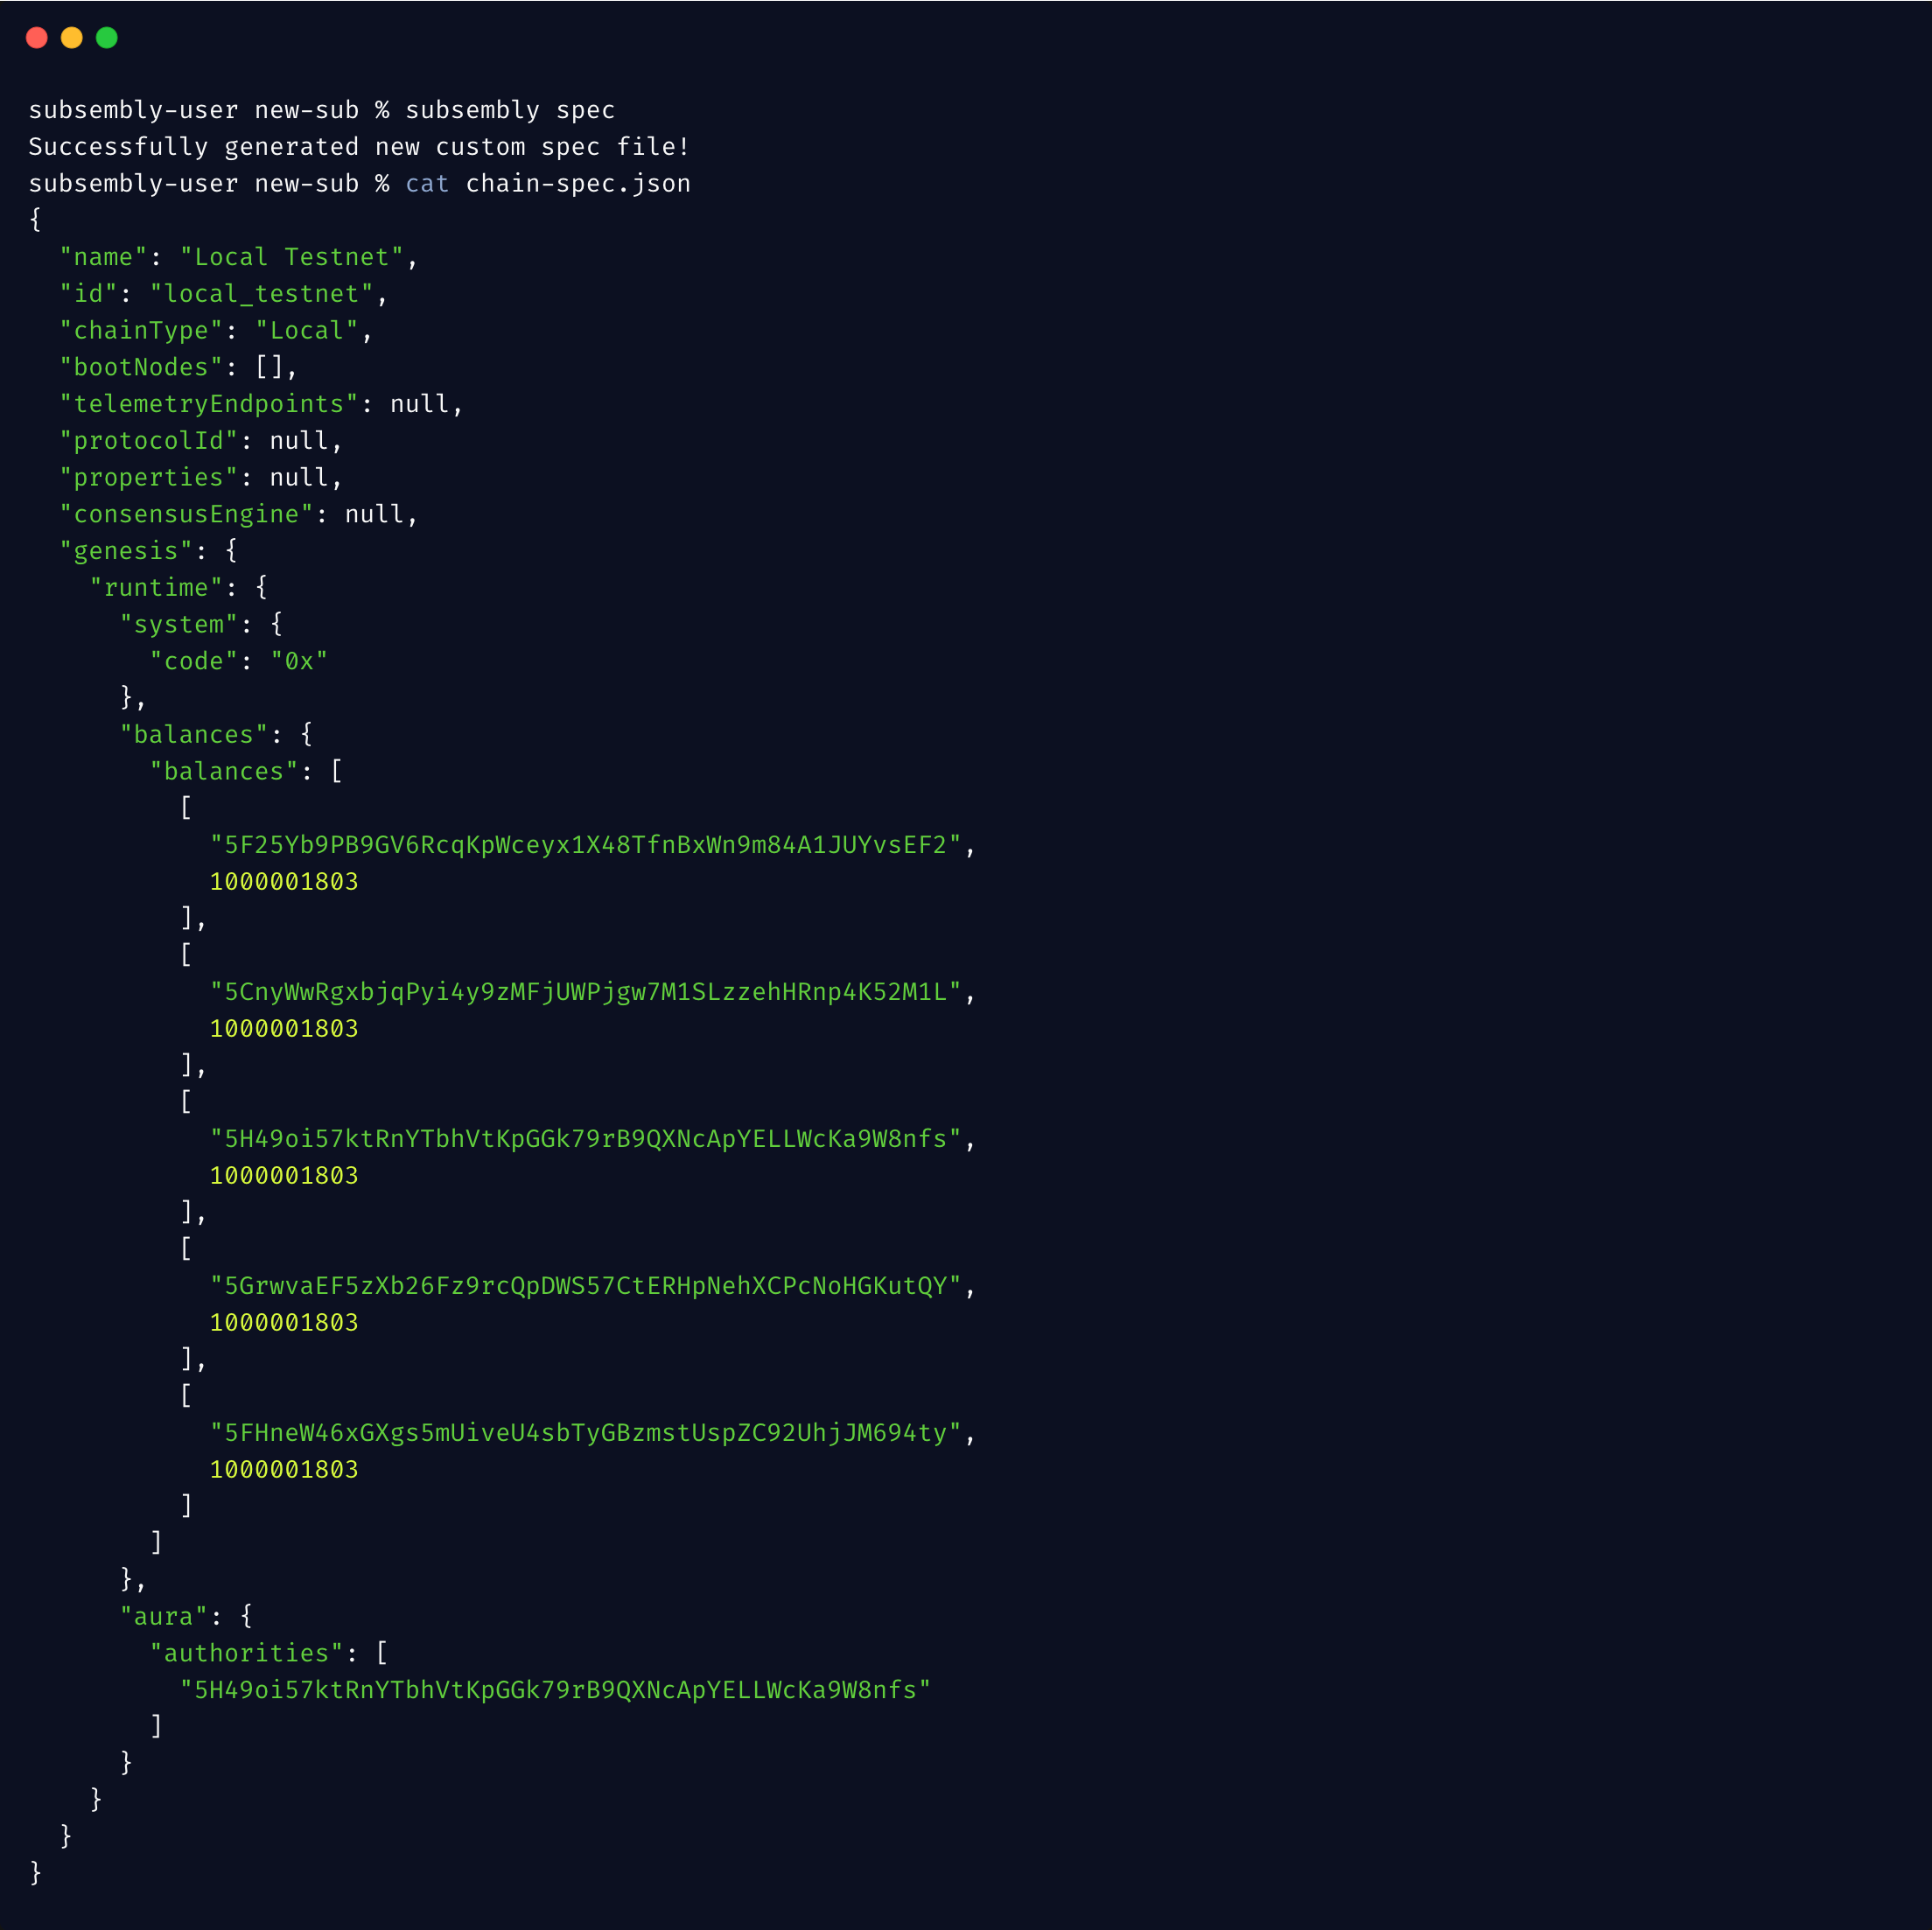 subsembly-user new-sub % subsembly spec
Successfully generated new custom spec file!
subsembly-user new-sub % cat chain-spec.json
{
  "name": "Local Testnet",
  "id": "local_testnet",
  "chainType": "Local",
  "bootNodes": [],
  "telemetryEndpoints": null,
  "protocolId": null,
  "properties": null,
  "consensusEngine": null,
  "genesis": {
    "runtime": {
      "system": {
        "code": "0x"
      },
      "balances": {
        "balances": [
          [
            "5F25Yb9PB9GV6RcqKpWceyx1X48TfnBxWn9m84A1JUYvsEF2",
            1000001803
          ],
          [
            "5CnyWwRgxbjqPyi4y9zMFjUWPjgw7M1SLzzehHRnp4K52M1L",
            1000001803
          ],
          [
            "5H49oi57ktRnYTbhVtKpGGk79rB9QXNcApYELLWcKa9W8nfs",
            1000001803
          ],
          [
            "5GrwvaEF5zXb26Fz9rcQpDWS57CtERHpNehXCPcNoHGKutQY",
            1000001803
          ],
          [
            "5FHneW46xGXgs5mUiveU4sbTyGBzmstUspZC92UhjJM694ty",
            1000001803
          ]
        ]
      },
      "aura": {
        "authorities": [
          "5H49oi57ktRnYTbhVtKpGGk79rB9QXNcApYELLWcKa9W8nfs"
        ]
      }
    }
  }
}